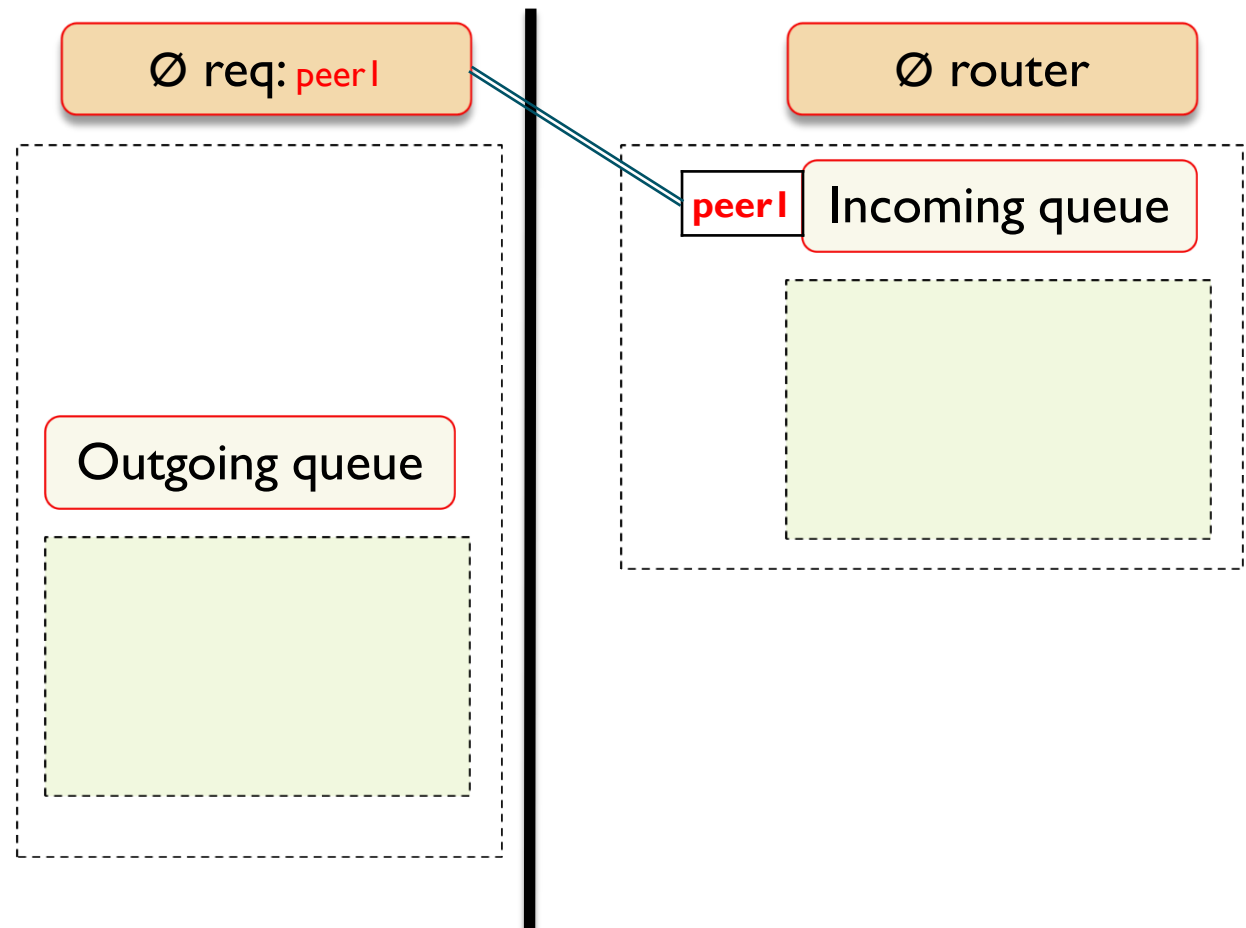 Ø req: peer1
Ø router
peer1
Incoming queue
Outgoing queue